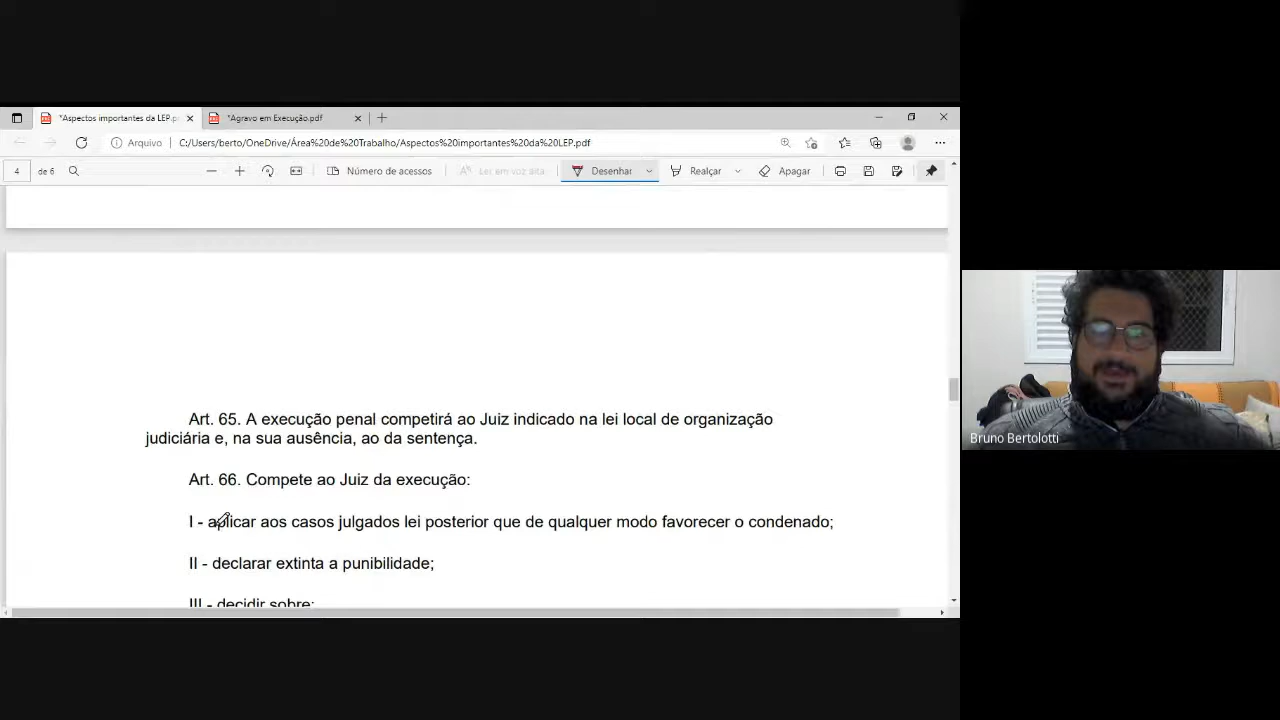 *Aspectos importantes da LEP.p
*Agravo em Execução.pdf
Arquivo
C:/Users/berto/OneDrive/Área%20de%20Trabalho/Aspectos%20importantes%20da%20LEP.pdf
4 de 6
Número de acessos
Ler em voz alta
Desenhar
Realçar
Apagar
Art. 65. A execução penal competirá ao Juiz indicado na lei local de organização
judiciária e, na sua ausência, ao da sentença.
Art. 66. Compete ao Juiz da execução:
I - aplicar aos casos julgados lei posterior que de qualquer modo favorecer o condenado;
II - declarar extinta a punibilidade;
III - decidir sobre:
Bruno Bertolotti